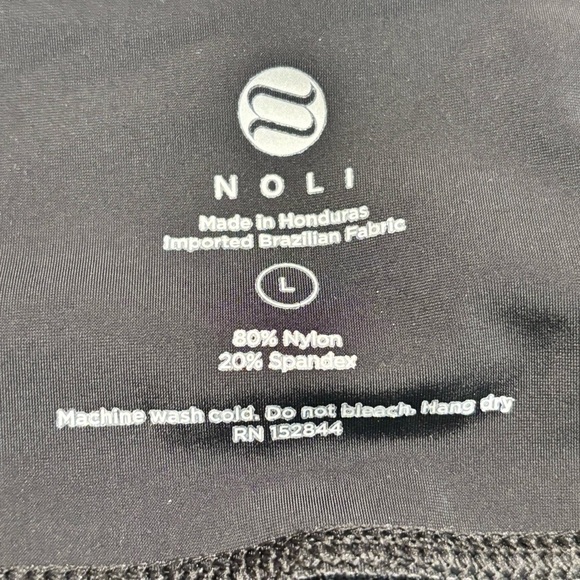 NOLI
Made in Honduras
Imported Brazilian Fabric
L
80% Nylon
20% Spandex
Machine wash cold. Do not bleach. Hang dry
RN 152844